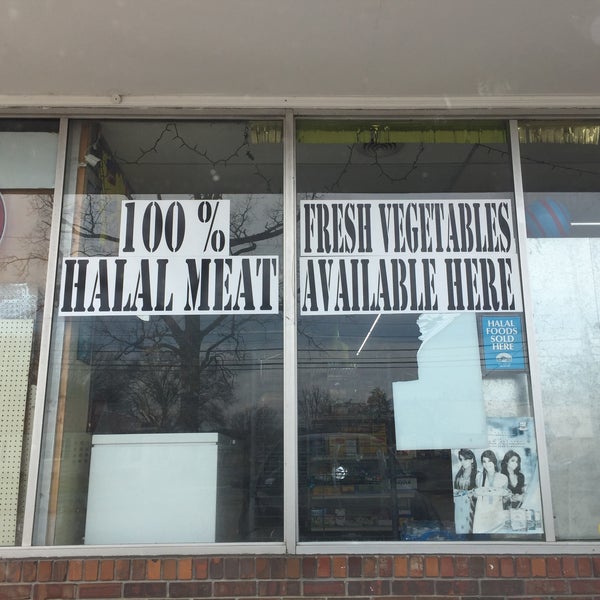 100 %
HALAL MEAT
FRESH VEGETABLES
AVAILABLE HERE
HALAL
FOODS
SOLD
HERE